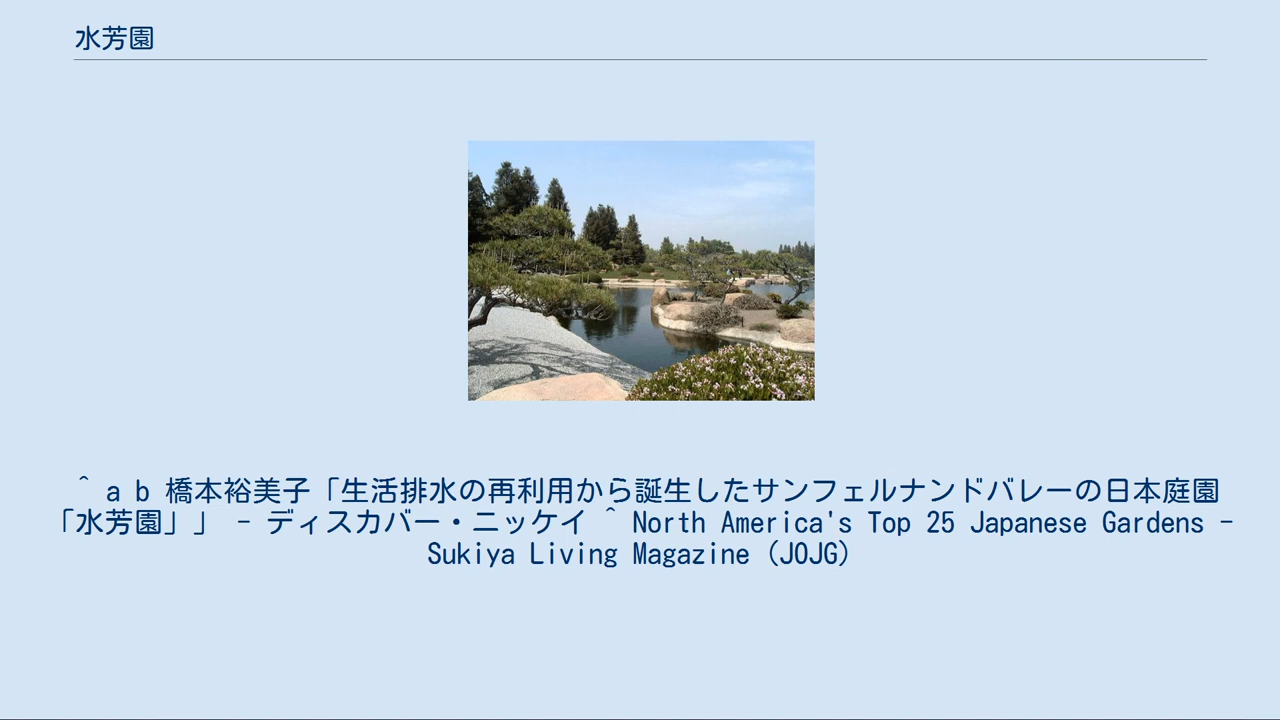 水芳園
^ a b 橋本裕美子「生活排水の再利用から誕生したサンフェルナンドバレーの日本庭園
「水芳園」」 - ディスカバー・ニッケイ ^ North America's Top 25 Japanese Gardens -
Sukiya Living Magazine (JOJG)